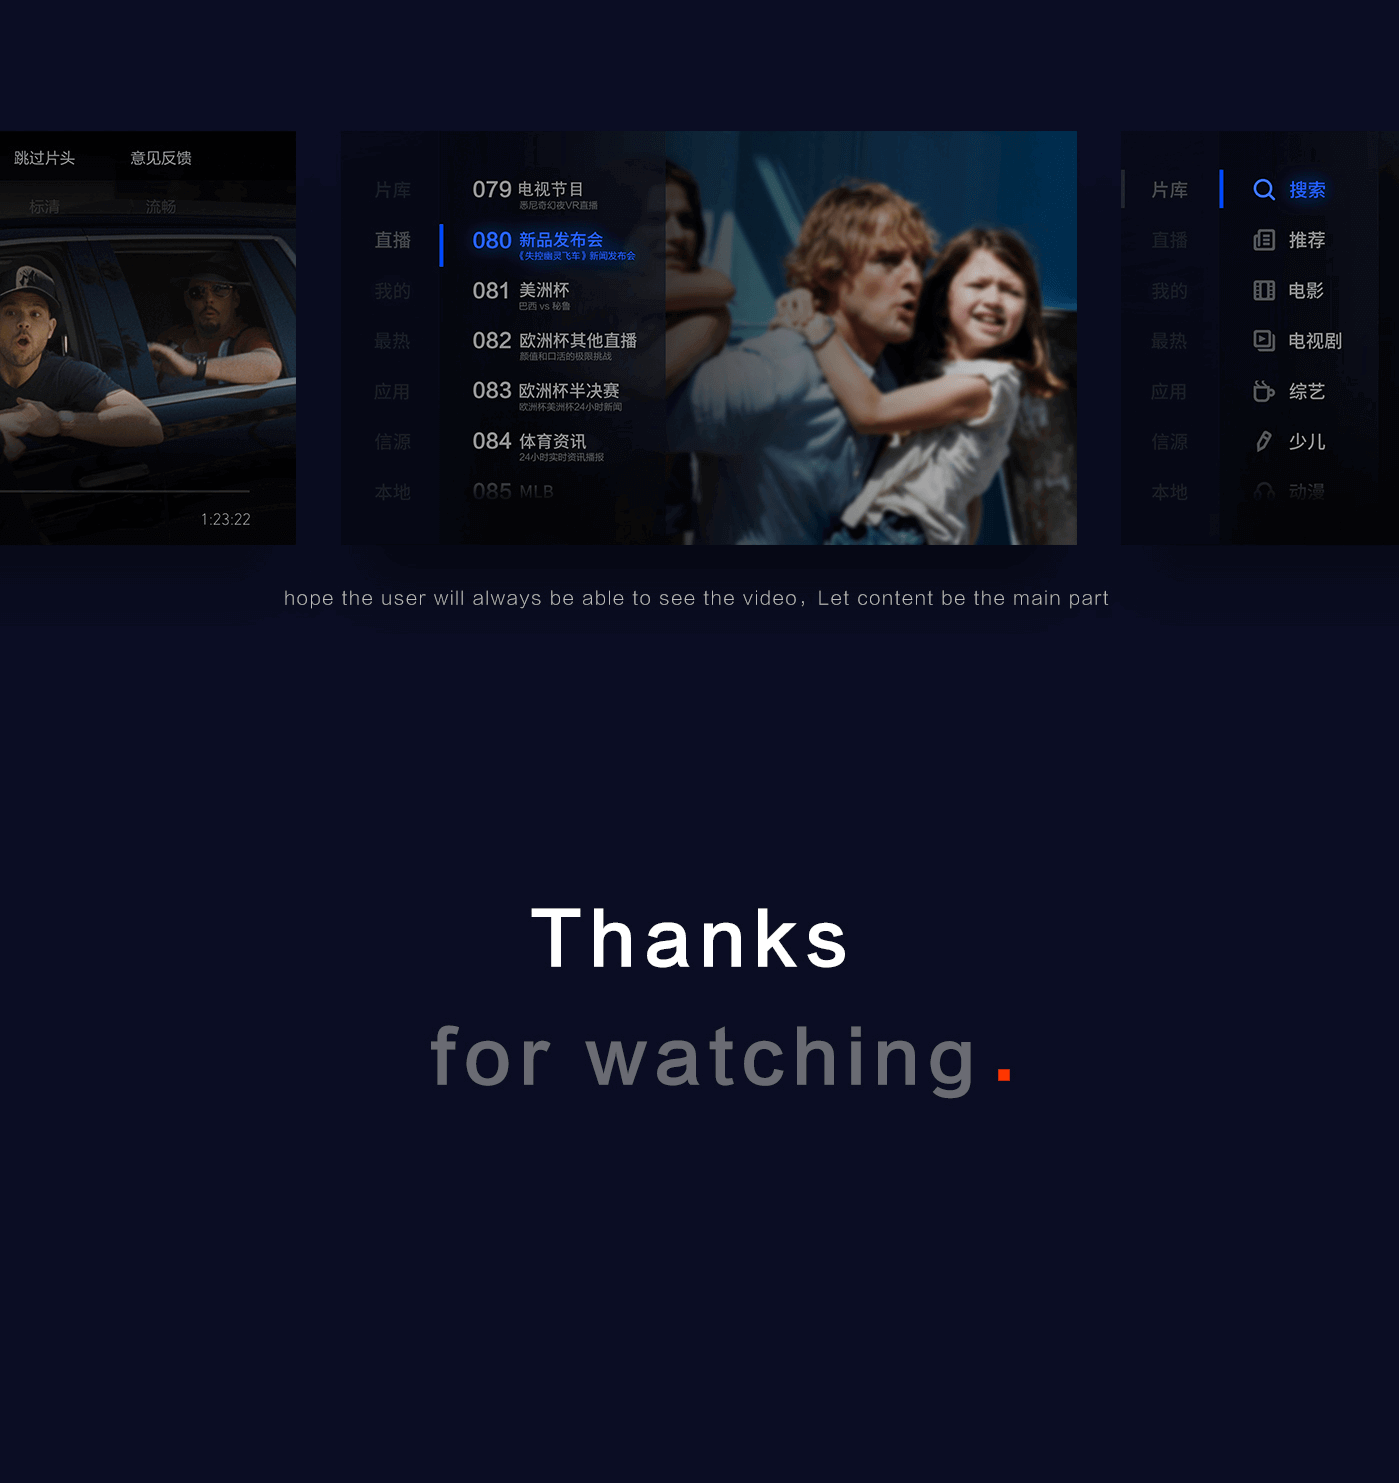 跳过片头
意见反馈
标清
流畅
1:23:22
片库
直播
我的
最热
应用
信源
本地
079 电视节目
悉尼奇幻夜VR直播
080 新品发布会
《失控幽灵飞车》新闻发布会
081 美洲杯
巴西 vs 秘鲁
082 欧洲杯其他直播
颜值和口活的极限挑战
083 欧洲杯半决赛
欧洲杯美洲杯24小时新闻
084 体育资讯
24小时实时资讯播报
085 MLB
片库
直播
我的
最热
应用
信源
本地
搜索
推荐
电影
电视剧
综艺
少儿
动漫
hope the user will always be able to see the video，Let content be the main part
Thanks
for watching.